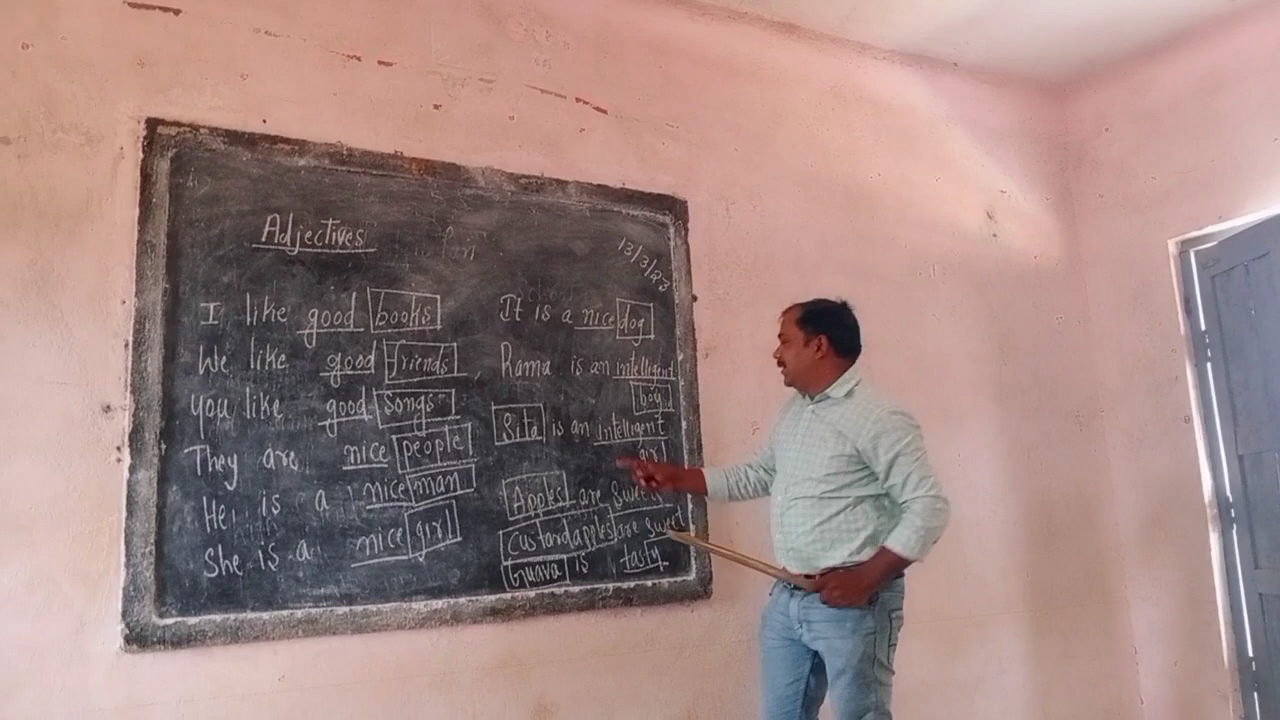 Adjectives
13/3/23
I like good books
We like good friends
you like good songs
They are nice people
He is a nice man
She is a nice girl
It is a nice dog
Rama is an intelligent
boy.
Sita is an intelligent
girl
Apples are sweet
Custard apples are sweet
Guava is tasty.